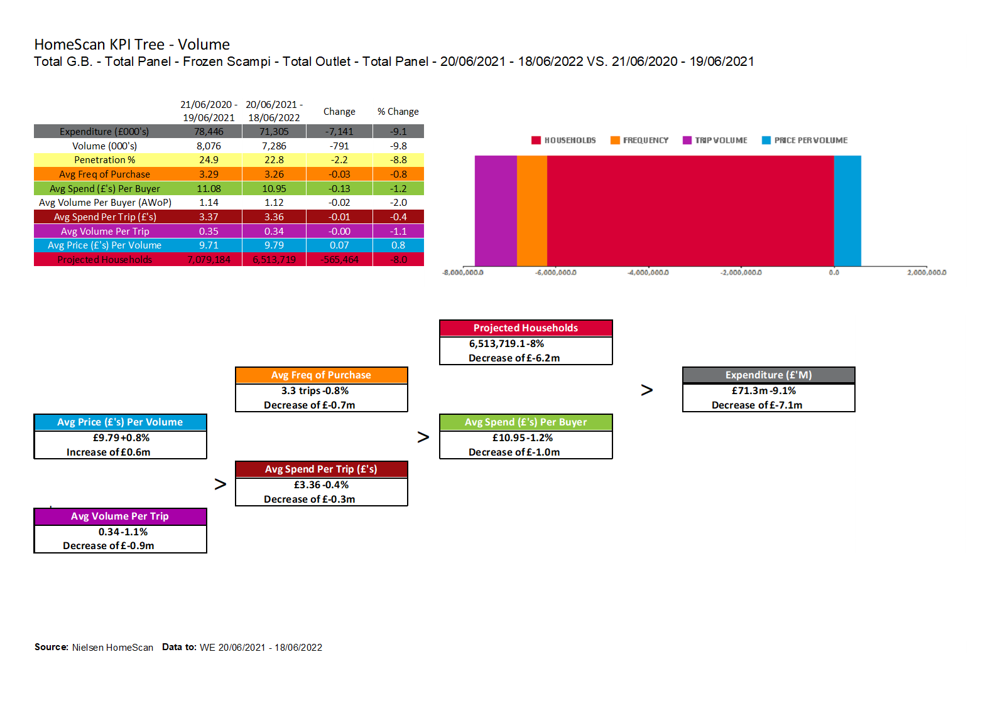 HomeScan KPI Tree - Volume
Total G.B. - Total Panel - Frozen Scampi - Total Outlet - Total Panel - 20/06/2021 - 18/06/2022 VS. 21/06/2020 - 19/06/2021
21/06/2020 - 20/06/2021 -
19/06/2021 18/06/2022 Change % Change
Expenditure (£000's) 78,446 71,305 -7,141 -9.1
Volume (000's) 8,076 7,286 -791 -9.8
Penetration % 24.9 22.8 -2.2 -8.8
Avg Freq of Purchase 3.29 3.26 -0.03 -0.8
Avg Spend (£'s) Per Buyer 11.08 10.95 -0.13 -1.2
Avg Volume Per Buyer (AWoP) 1.14 1.12 -0.02 -2.0
Avg Spend Per Trip (£'s) 3.37 3.36 -0.01 -0.4
Avg Volume Per Trip 0.35 0.34 -0.00 -1.1
Avg Price (£'s) Per Volume 9.71 9.79 0.07 0.8
Projected Households 7,079,184 6,513,719 -565,464 -8.0
HOUSEHOLDS FREQUENCY TRIP VOLUME PRICE PER VOLUME
-8,000,000.0 -6,000,000.0 -4,000,000.0 -2,000,000.0 0.0 2,000,000.0
Projected Households
6,513,719.1 -8%
Decrease of £-6.2m
Avg Freq of Purchase
3.3 trips -0.8%
Decrease of £-0.7m
>
Expenditure (£'M)
£71.3m -9.1%
Decrease of £-7.1m
Avg Price (£'s) Per Volume
£9.79 +0.8%
Increase of £0.6m
>
Avg Spend (£'s) Per Buyer
£10.95 -1.2%
Decrease of £-1.0m
>
Avg Spend Per Trip (£'s)
£3.36 -0.4%
Decrease of £-0.3m
Avg Volume Per Trip
0.34 -1.1%
Decrease of £-0.9m
Source: Nielsen HomeScan Data to: WE 20/06/2021 - 18/06/2022